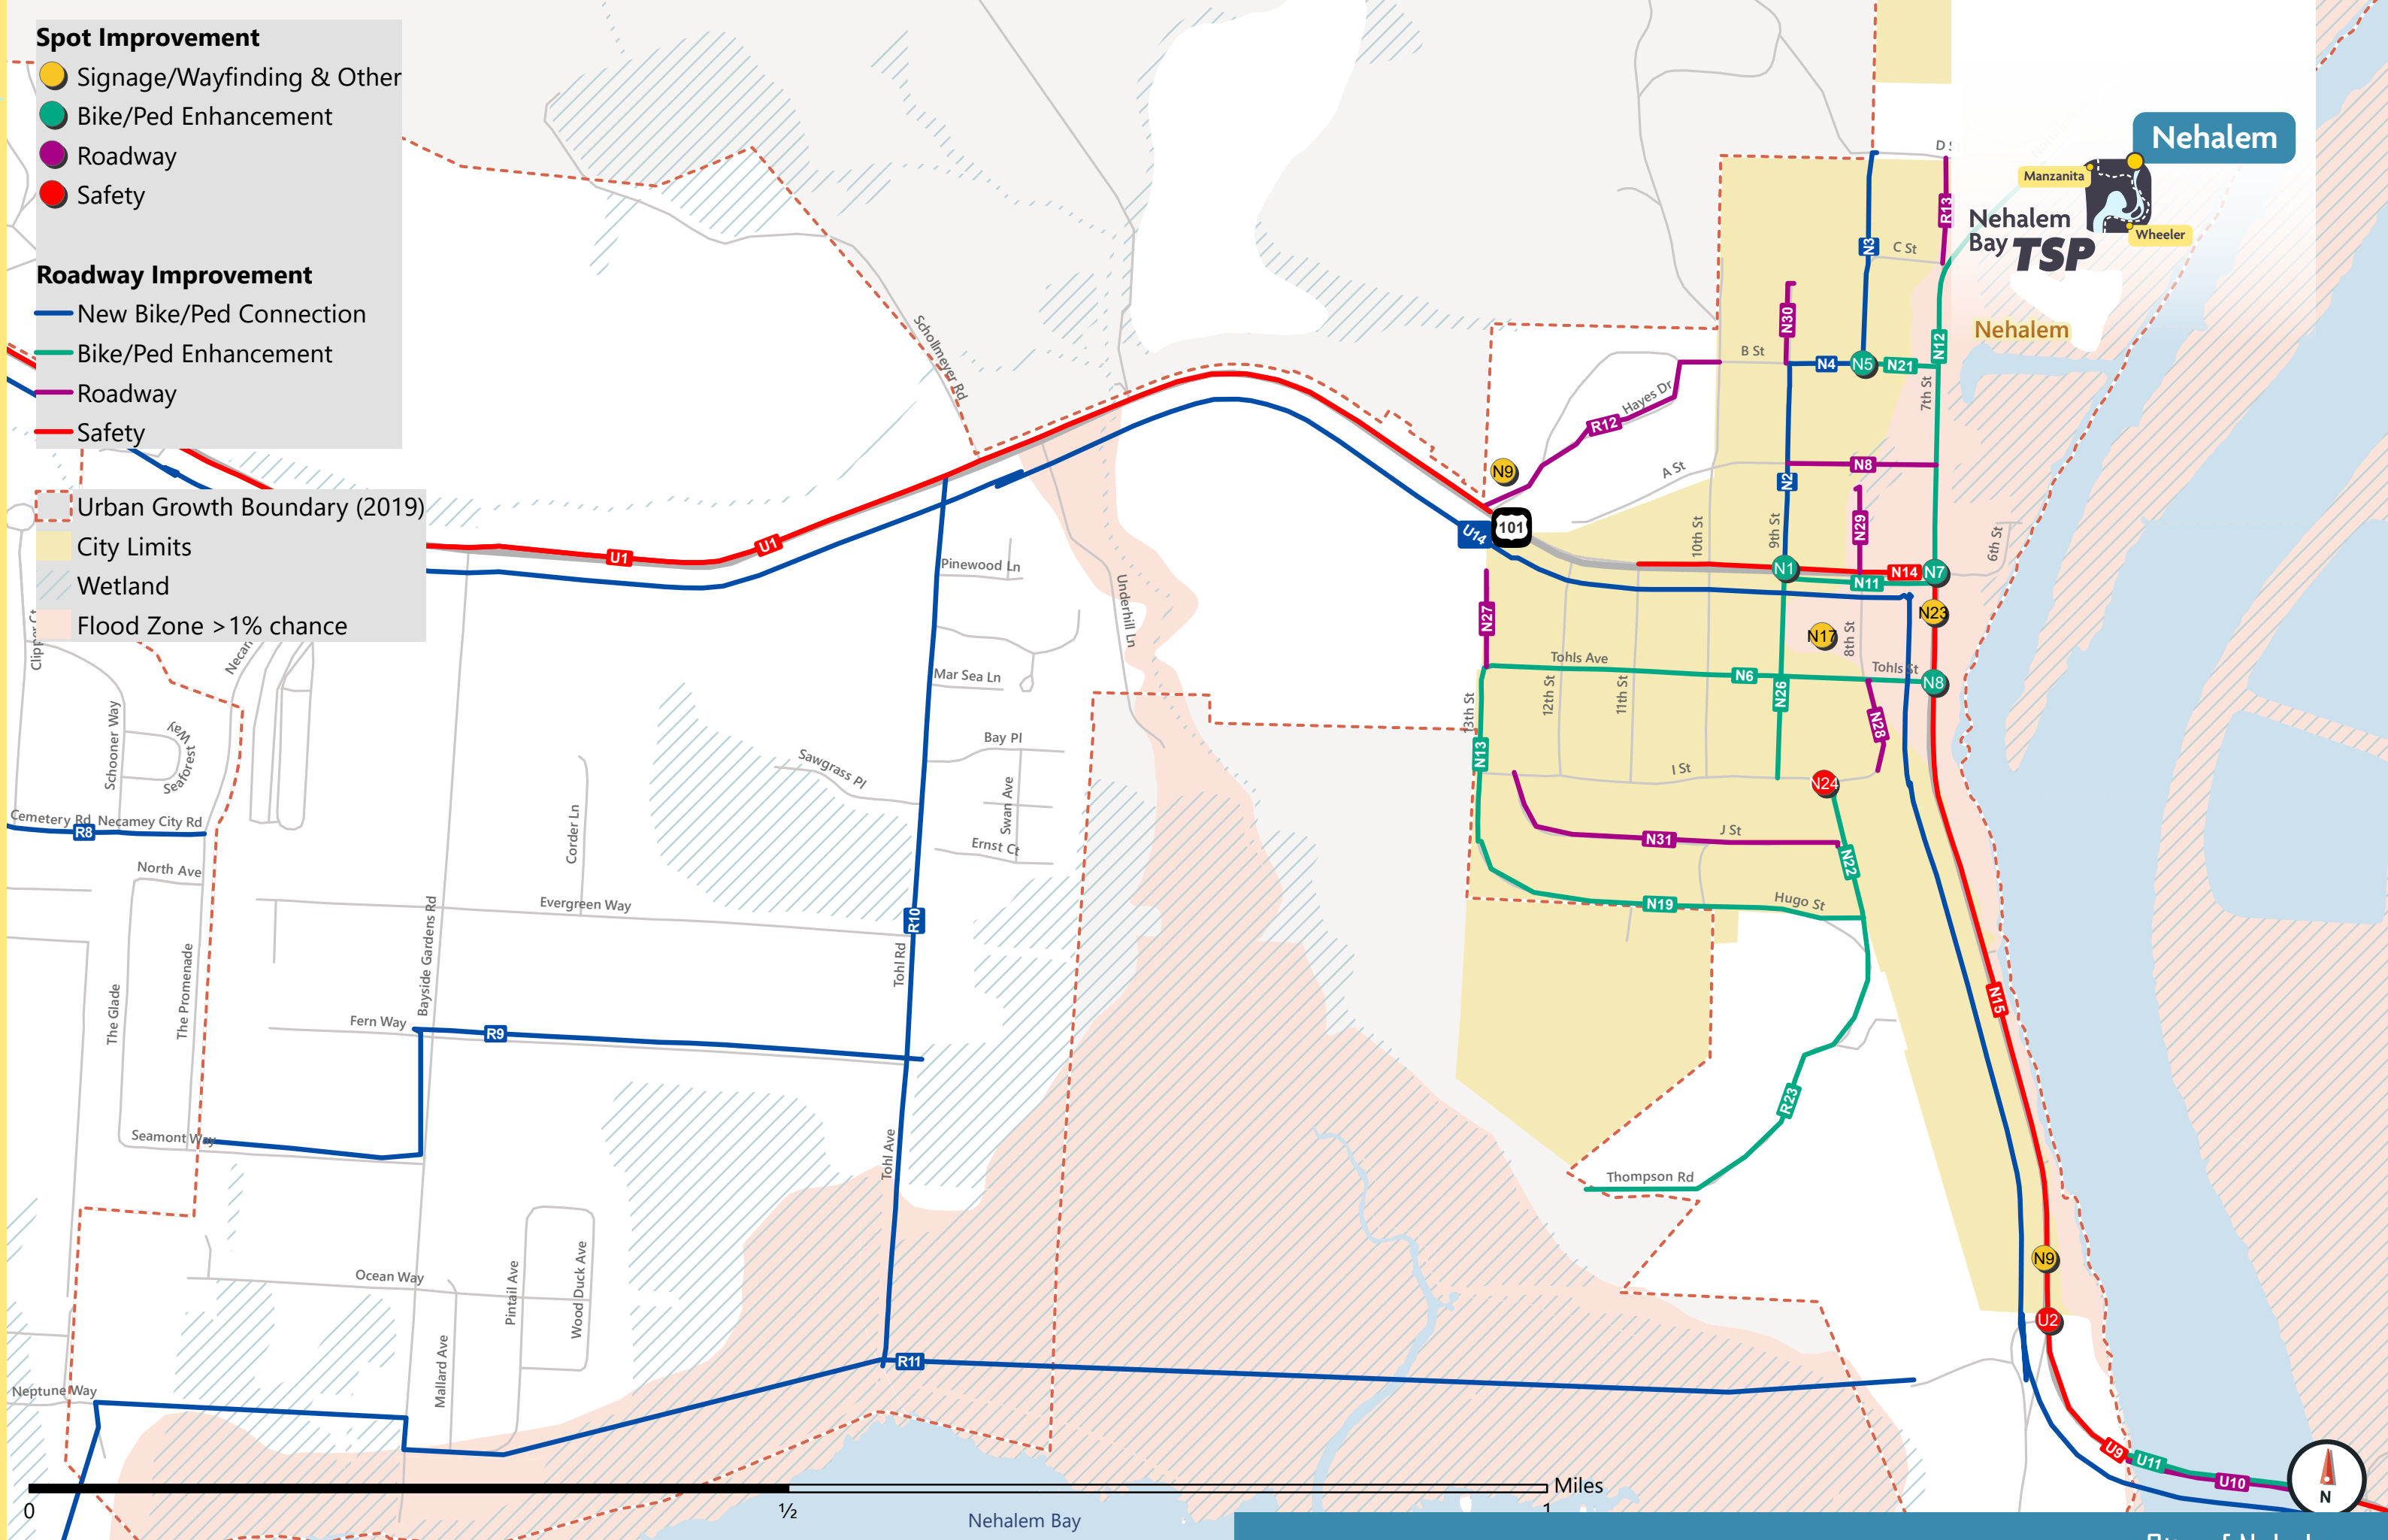 Spot Improvement
Signage/Wayfinding & Other
Bike/Ped Enhancement
Roadway
Safety
Roadway Improvement
New Bike/Ped Connection
Bike/Ped Enhancement
Roadway
Safety
Urban Growth Boundary (2019)
City Limits
Wetland
Flood Zone >1% chance
Nehalem
Manzanita
Nehalem
Bay TSP
Wheeler
Nehalem
R13
N3
C St
N30
B St
N4
N5
N21
N12
7th St
Schollmeyer Rd
Hayes Dr
R12
N9
A St
N8
N2
U14
101
10th St
9th St
N29
6th St
U1
U1
N1
N14
N7
N11
Pinewood Ln
Underhill Ln
N27
N23
N17
8th St
Mar Sea Ln
Tohls Ave
N6
Tohls St
N8
13th St
12th St
11th St
N26
N28
Schooner Way
Seaforest
Way
Bay Pl
Sawgrass Pl
Swan Ave
N13
I St
N24
Cemetery Rd
Necamey City Rd
R8
Corder Ln
Ernst Ct
N31
J St
N22
North Ave
Evergreen Way
R10
N19
Hugo St
Bayside Gardens Rd
Tohl Rd
The Glade
The Promenade
Fern Way
R9
N15
R23
Seamont Way
Tohl Ave
Thompson Rd
Ocean Way
Pintail Ave
Wood Duck Ave
N9
U2
Mallard Ave
R11
Neptune Way
U9
U11
U10
N
Miles
0
½
1
Nehalem Bay